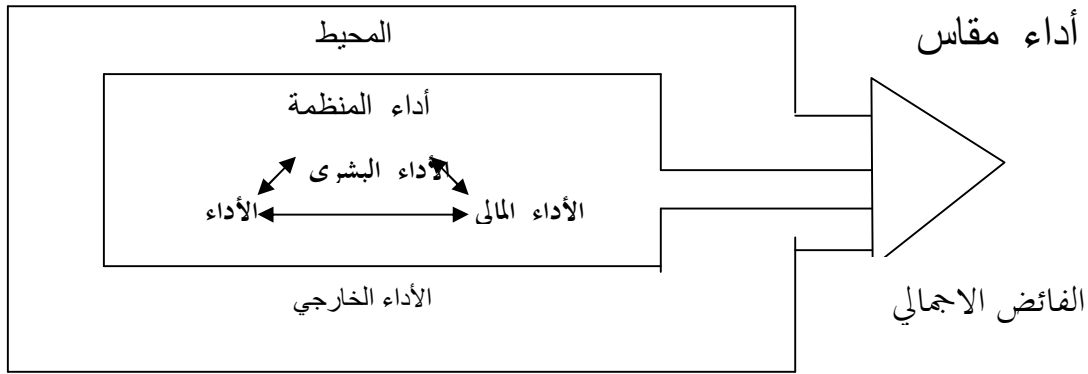 أداء مقاس
المحيط
أداء المنظمة
الأداء البشرى
الأداء المالى
الأداء
الأداء الخارجي
الفائض الاجمالي